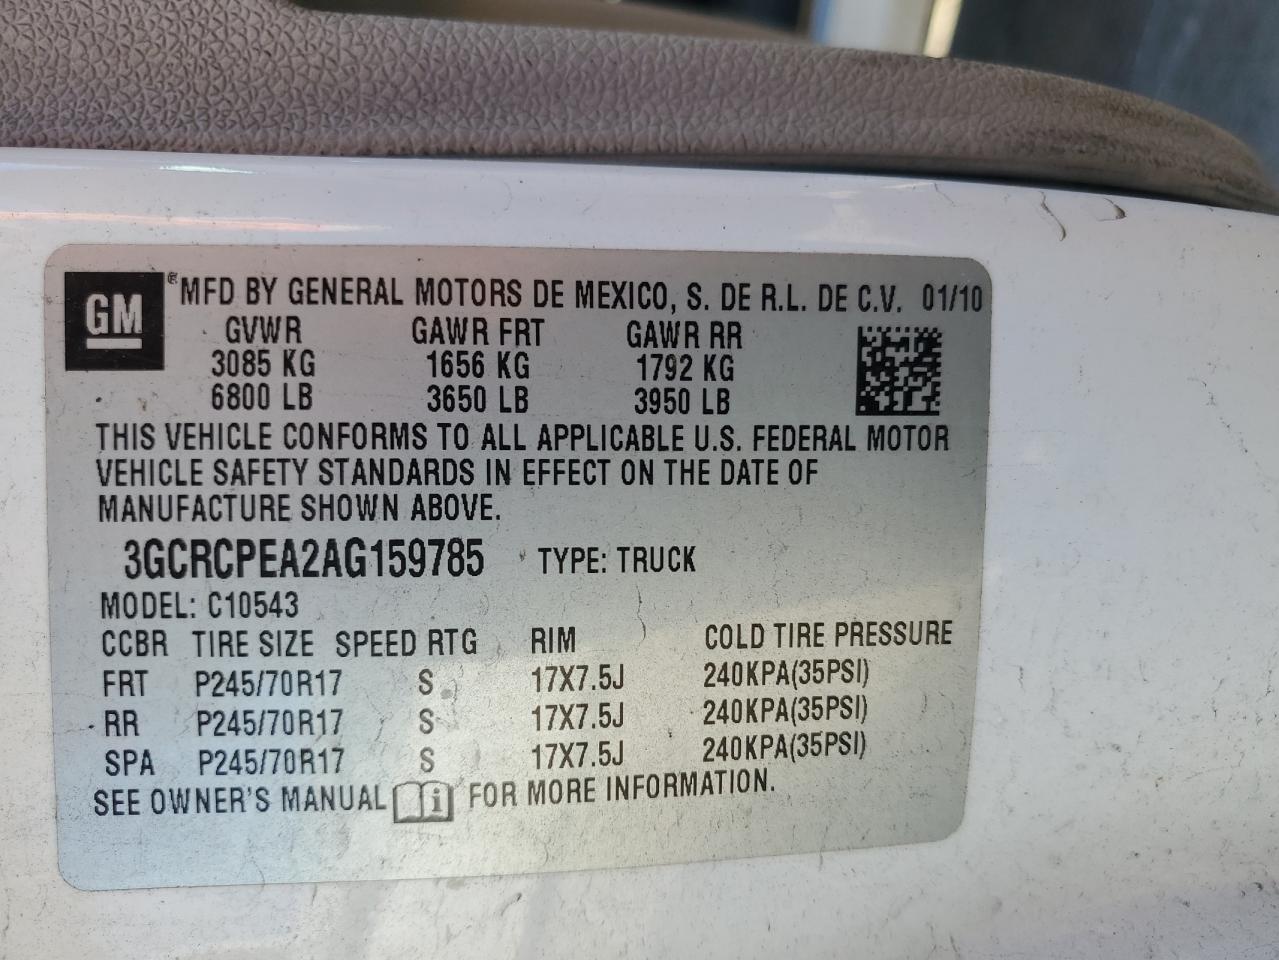 GM ® MFD BY GENERAL MOTORS DE MEXICO, S. DE R.L. DE C.V. 01/10
GVWR GAWR FRT GAWR RR
3085 KG 1656 KG 1792 KG
6800 LB 3650 LB 3950 LB
THIS VEHICLE CONFORMS TO ALL APPLICABLE U.S. FEDERAL MOTOR
VEHICLE SAFETY STANDARDS IN EFFECT ON THE DATE OF
MANUFACTURE SHOWN ABOVE.
3GCRCPEA2AG159785 TYPE: TRUCK
MODEL: C10543
CCBR TIRE SIZE SPEED RTG RIM COLD TIRE PRESSURE
FRT P245/70R17 S 17X7.5J 240KPA(35PSI)
RR P245/70R17 S 17X7.5J 240KPA(35PSI)
SPA P245/70R17 S 17X7.5J 240KPA(35PSI)
SEE OWNER'S MANUAL i FOR MORE INFORMATION.